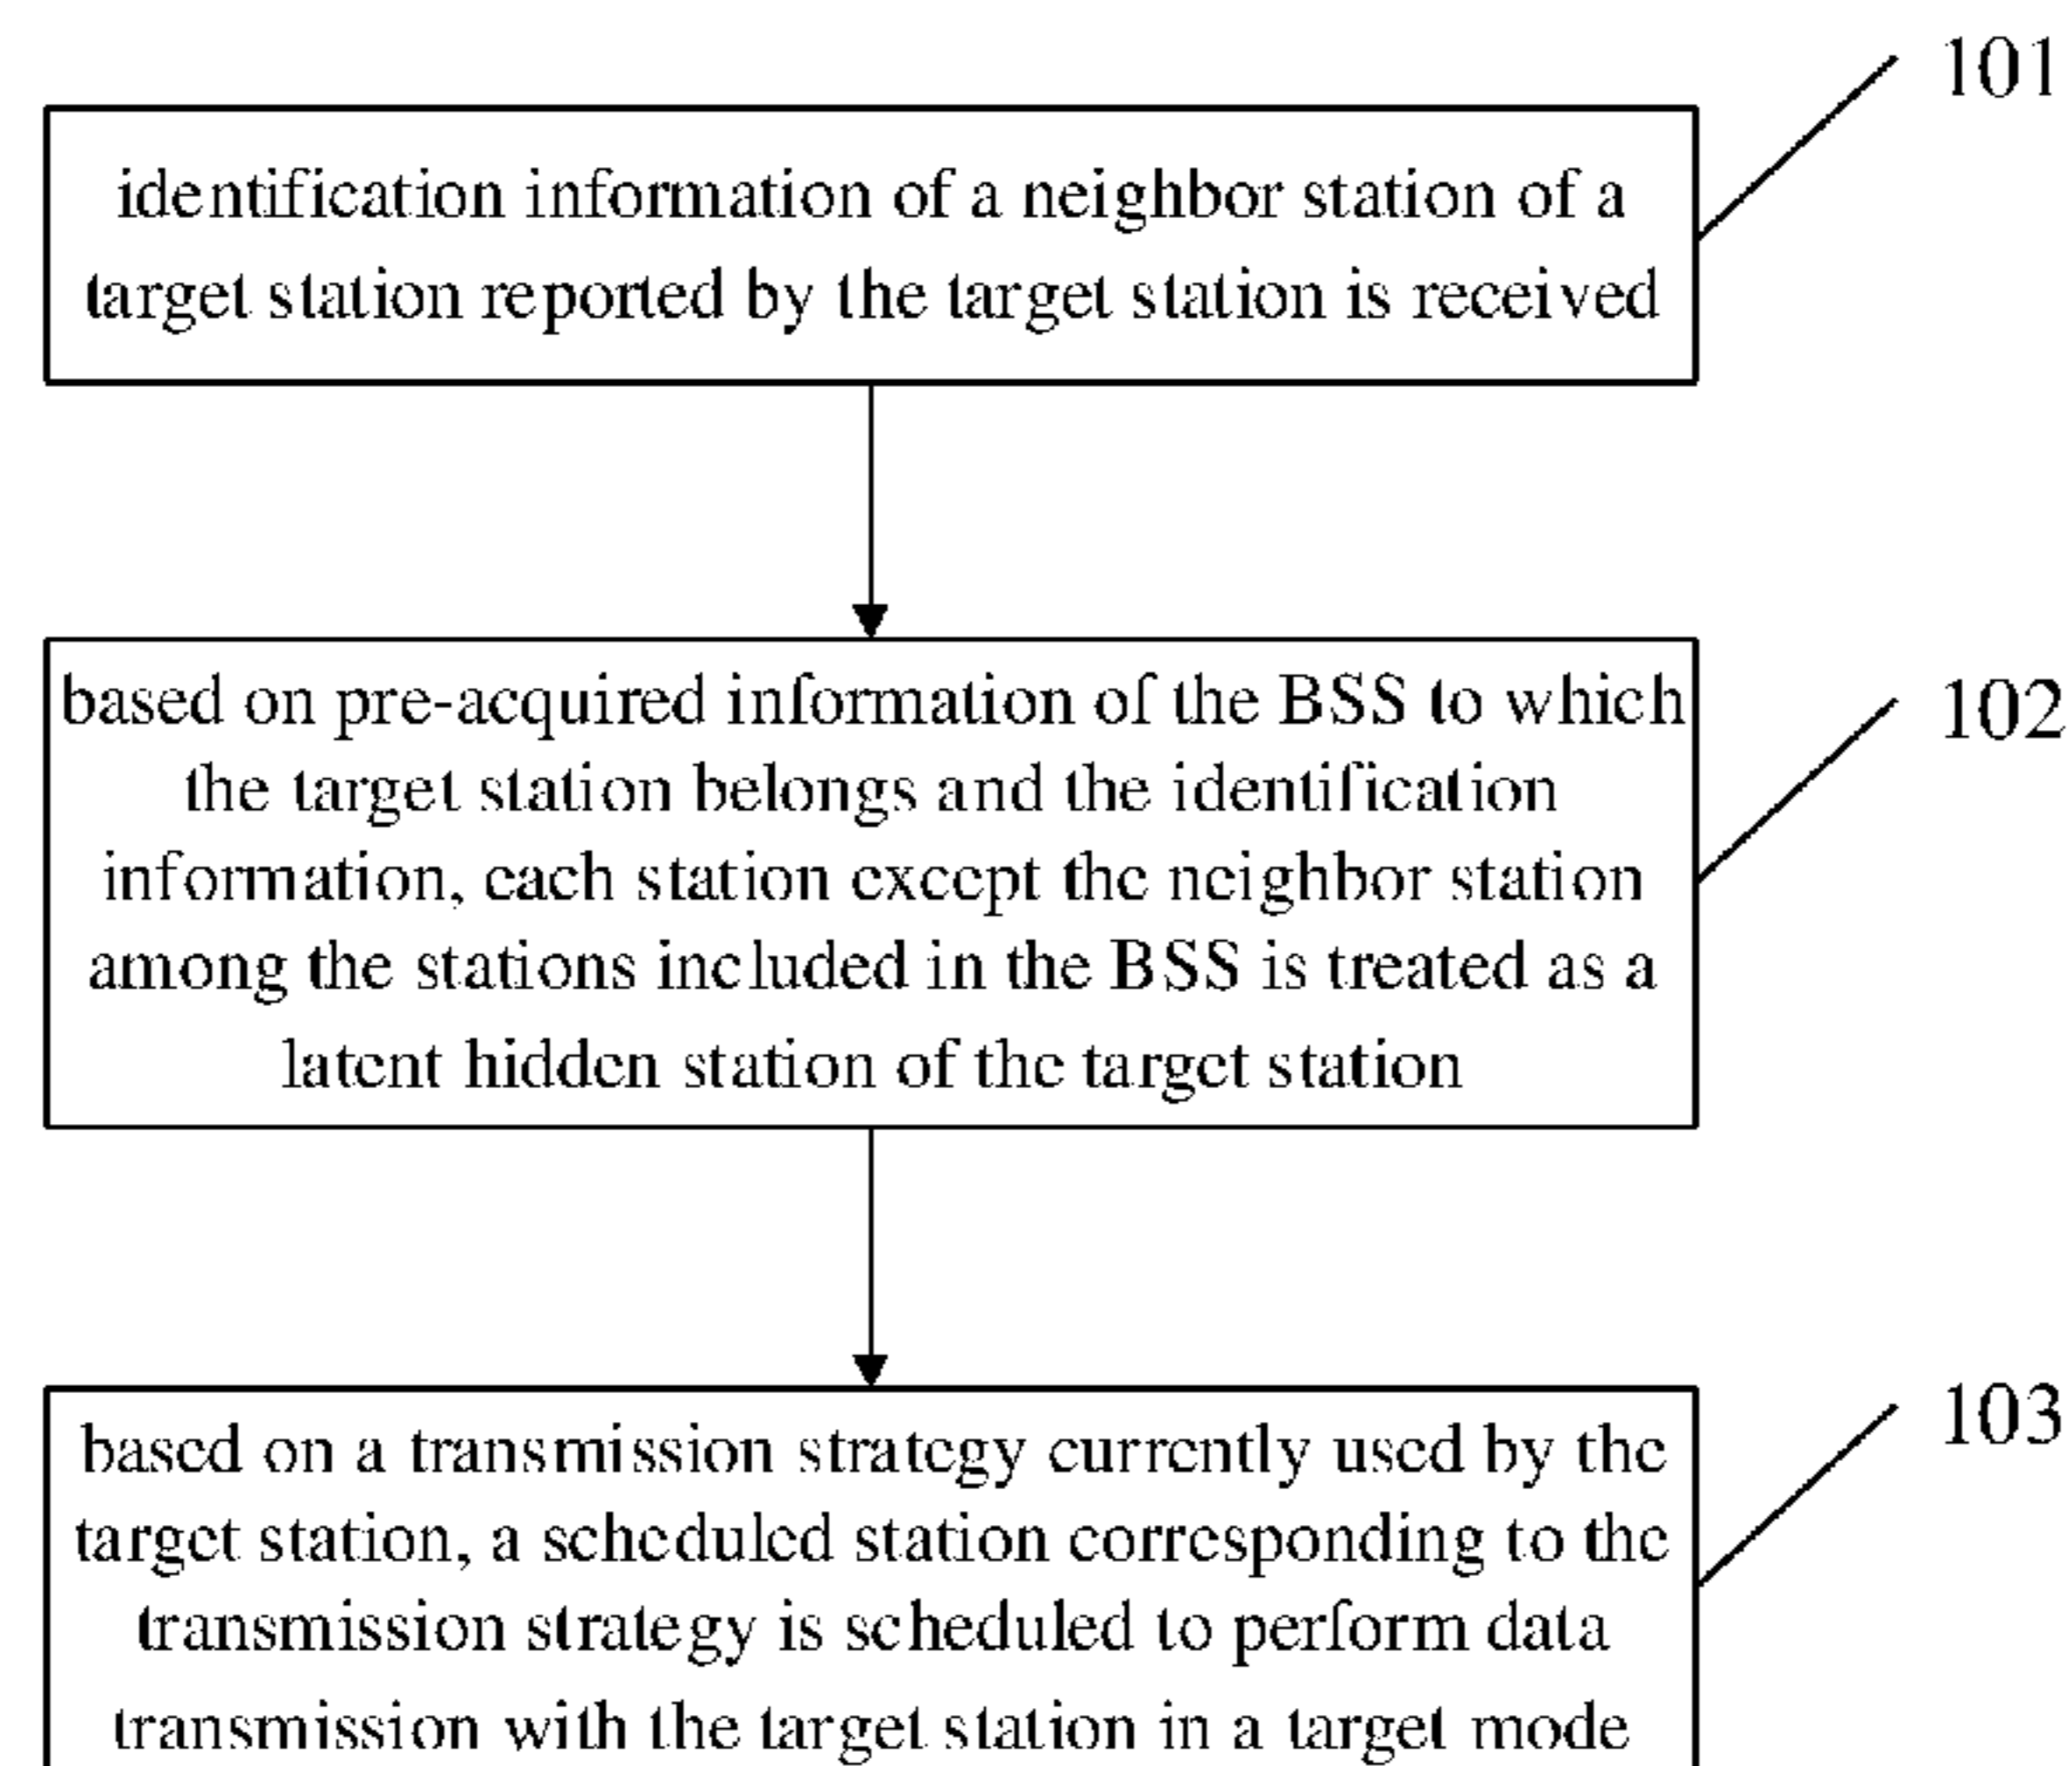 101
identification information of a neighbor station of a
target station reported by the target station is received
based on pre-acquired information of the BSS to which
102
the target station belongs and the identification
information, each station except the neighbor station
among the stations included in the BSS is treated as a
latent hidden station of the target station
103
based on a transmission strategy currently used by the
target station, a scheduled station corresponding to the
transmission strategy is scheduled to perform data
transmission with the target station in a target mode